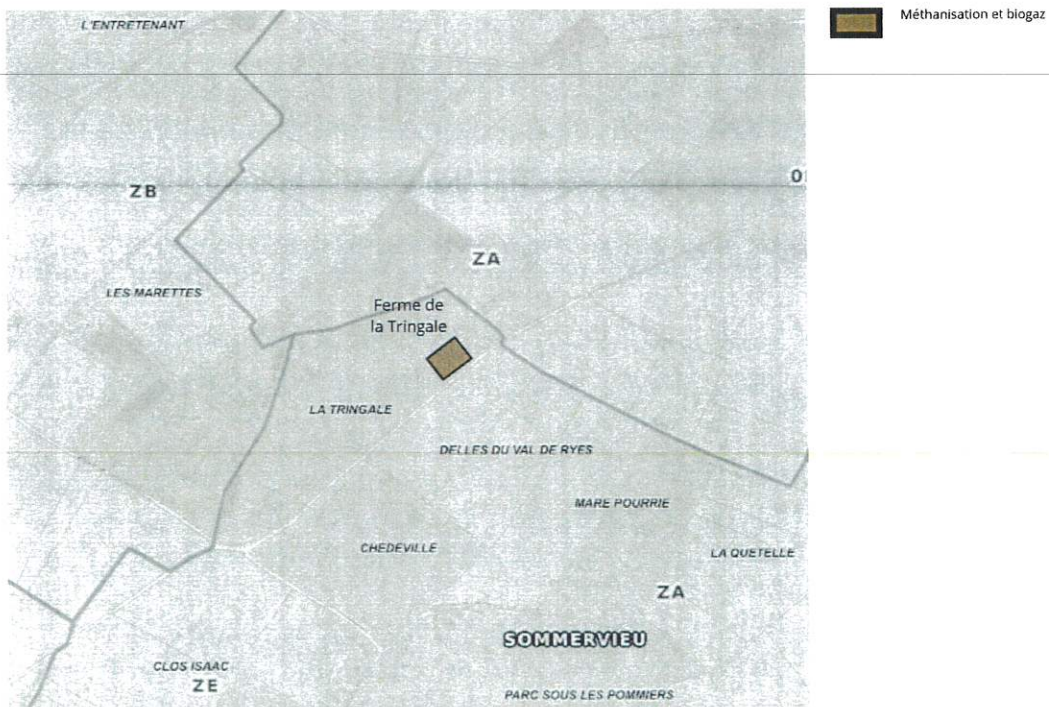 L'ENTRETENANT
Méthanisation et biogaz
ZB
ZA
LES MARETTES
Ferme de
la Tringale
LA TRINGALE
DELLES DU VAL DE RYES
MARE POURRIE
CHEDEVILLE
LA QUETELLE
ZA
SOMMERVIEU
CLOS ISAAC
ZE
PARC SOUS LES POMMIERS